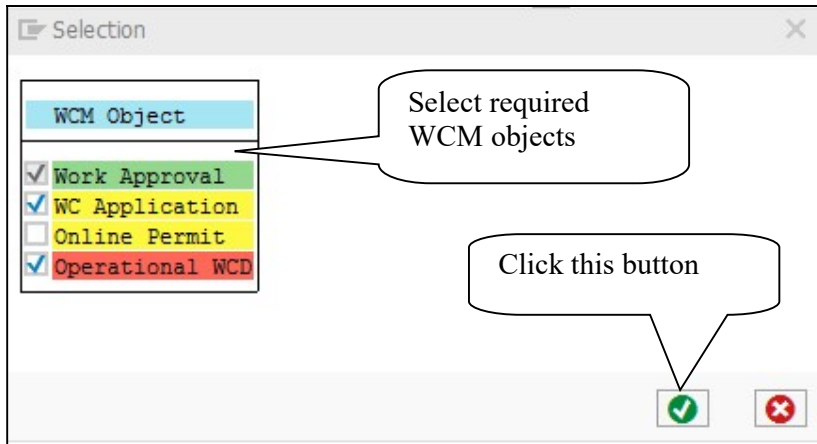 Selection
WCM Object
Select required
WCM objects
Work Approval
WC Application
Online Permit
Operational WCD
Click this button